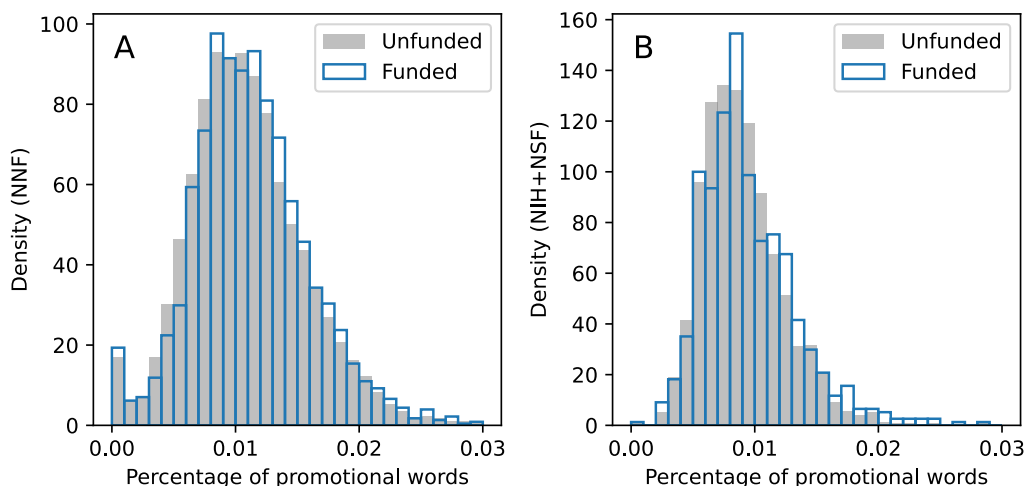 A
Unfunded
Funded
100
80
60
40
20
0
Density (NNF)
0.00
0.01
0.02
0.03
Percentage of promotional words
B
Unfunded
Funded
160
140
120
100
80
60
40
20
0
Density (NIH+NSF)
0.00
0.01
0.02
0.03
Percentage of promotional words